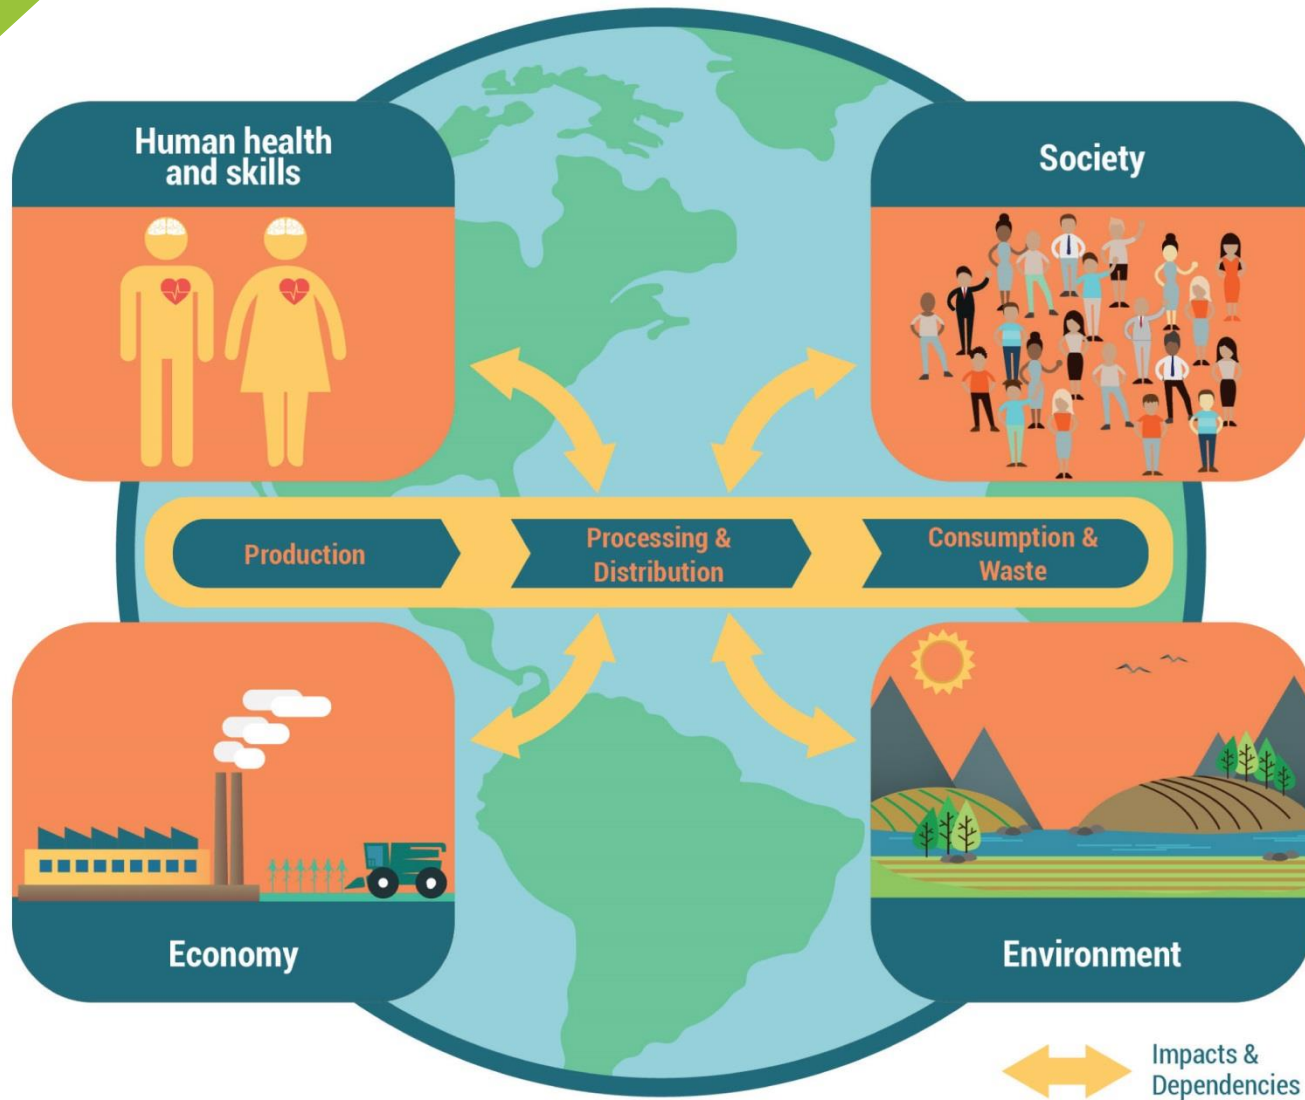 Human health
and skills
Society
Production
Processing &
Distribution
Consumption &
Waste
Economy
Environment
Impacts &
Dependencies